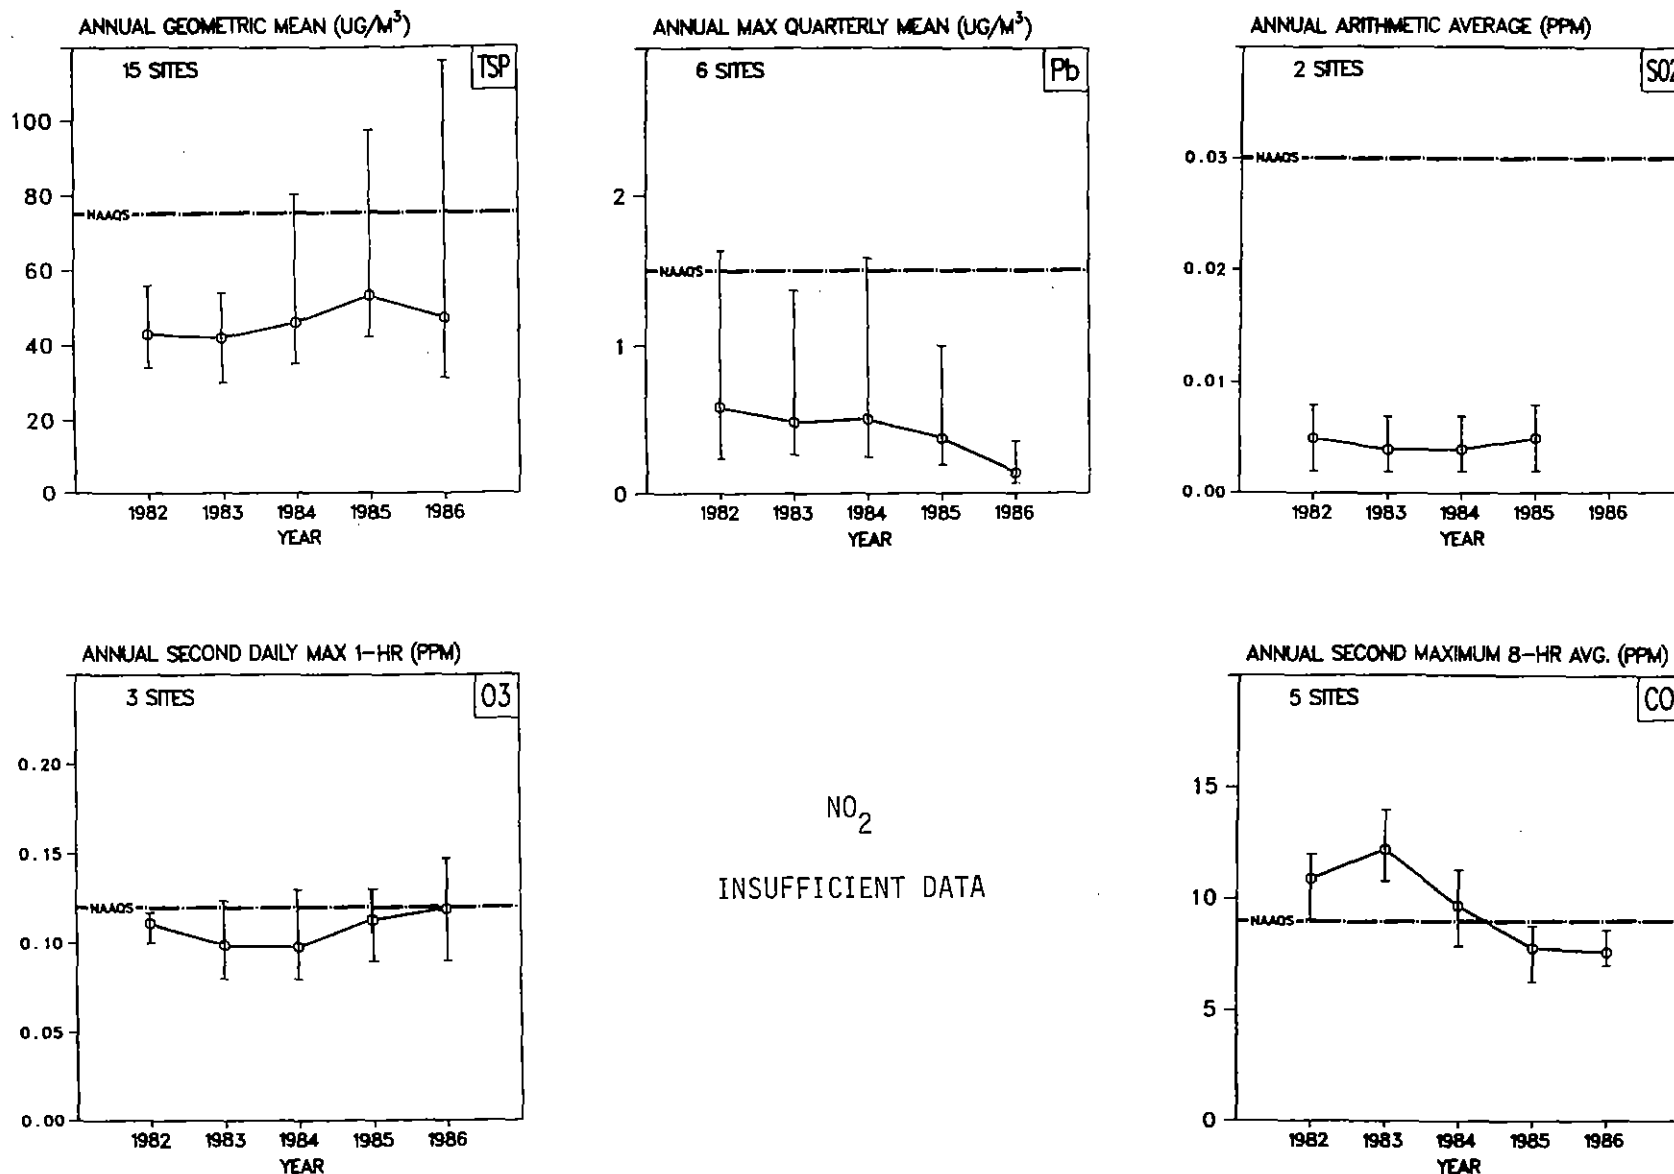 ANNUAL GEOMETRIC MEAN (UG/M³)
15 SITES
TSP
100
80
NAAQS
60
40
20
0
1982 1983 1984 1985 1986
YEAR
ANNUAL MAX QUARTERLY MEAN (UG/M³)
6 SITES
Pb
2
NAAQS
1
0
1982 1983 1984 1985 1986
YEAR
ANNUAL ARITHMETIC AVERAGE (PPM)
2 SITES
SO2
0.03
NAAQS
0.02
0.01
0.00
1982 1983 1984 1985 1986
YEAR
ANNUAL SECOND DAILY MAX 1-HR (PPM)
3 SITES
O3
0.20
0.15
NAAQS
0.10
0.05
0.00
1982 1983 1984 1985 1986
YEAR
NO₂
INSUFFICIENT DATA
ANNUAL SECOND MAXIMUM 8-HR AVG. (PPM)
5 SITES
CO
15
10
NAAQS
5
0
1982 1983 1984 1985 1986
YEAR